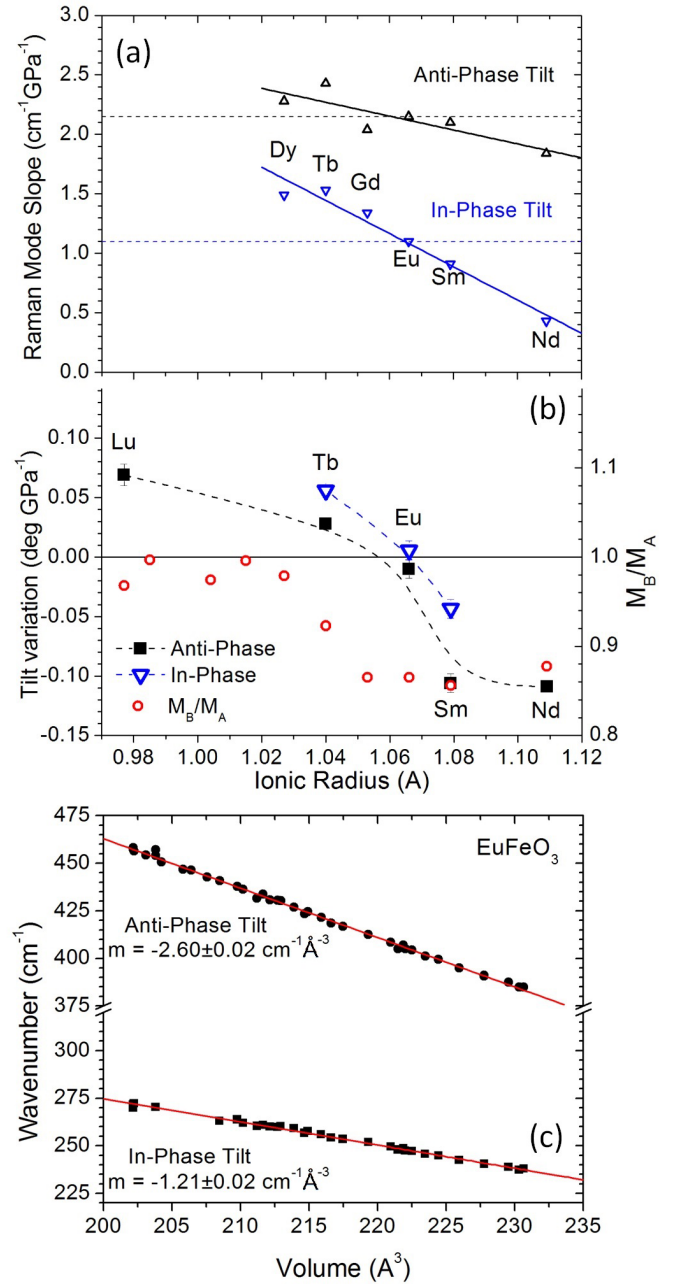 3.0
(a)
2.5
Anti-Phase Tilt
2.0
Dy
Tb
Gd
1.5
In-Phase Tilt
1.0
Eu
Sm
0.5
Nd
0.0
Raman Mode Slope (cm⁻¹GPa⁻¹)
(b)
0.10
Lu
Tb
1.1
0.05
Eu
0.00
1.0
-0.05
Anti-Phase
0.9
-0.10
In-Phase
M_B/M_A
Sm
Nd
-0.15
0.8
Tilt variation (deg GPa⁻¹)
M_B/M_A
0.98 1.00 1.02 1.04 1.06 1.08 1.10 1.12
Ionic Radius (A)
475
EuFeO₃
450
425
Anti-Phase Tilt
m = -2.60±0.02 cm⁻¹Å⁻³
400
375
300
275
250
(c)
In-Phase Tilt
m = -1.21±0.02 cm⁻¹Å⁻³
225
Wavenumber (cm⁻¹)
200 205 210 215 220 225 230 235
Volume (A³)